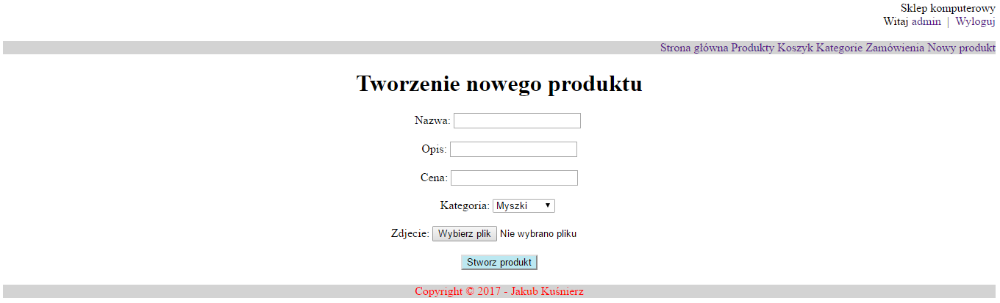 Sklep komputerowy
Witaj admin | Wyloguj
Strona główna Produkty Koszyk Kategorie Zamówienia Nowy produkt
Tworzenie nowego produktu
Nazwa:
Opis:
Cena:
Kategoria: Myszki
Zdjecie: Wybierz plik Nie wybrano pliku
Stworz produkt
Copyright © 2017 - Jakub Kuśnierz